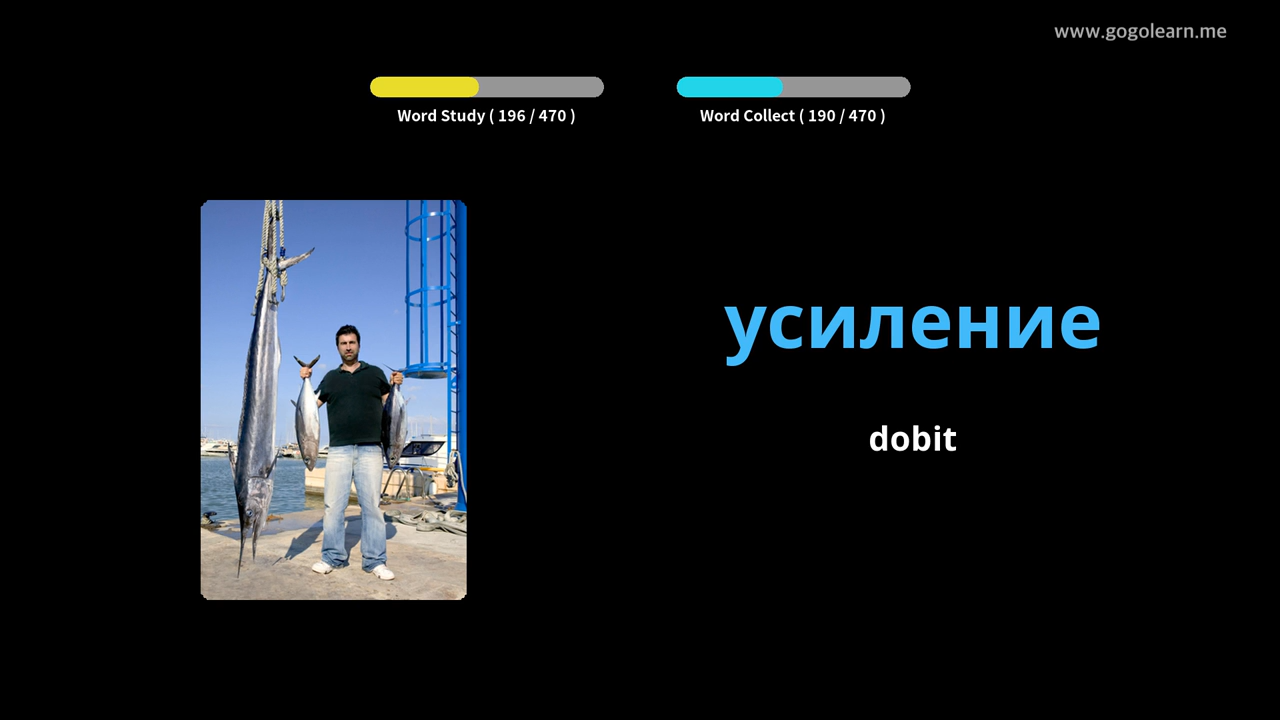 www.gogolearn.me
Word Study ( 196 / 470 )
Word Collect ( 190 / 470 )
усиление
dobit